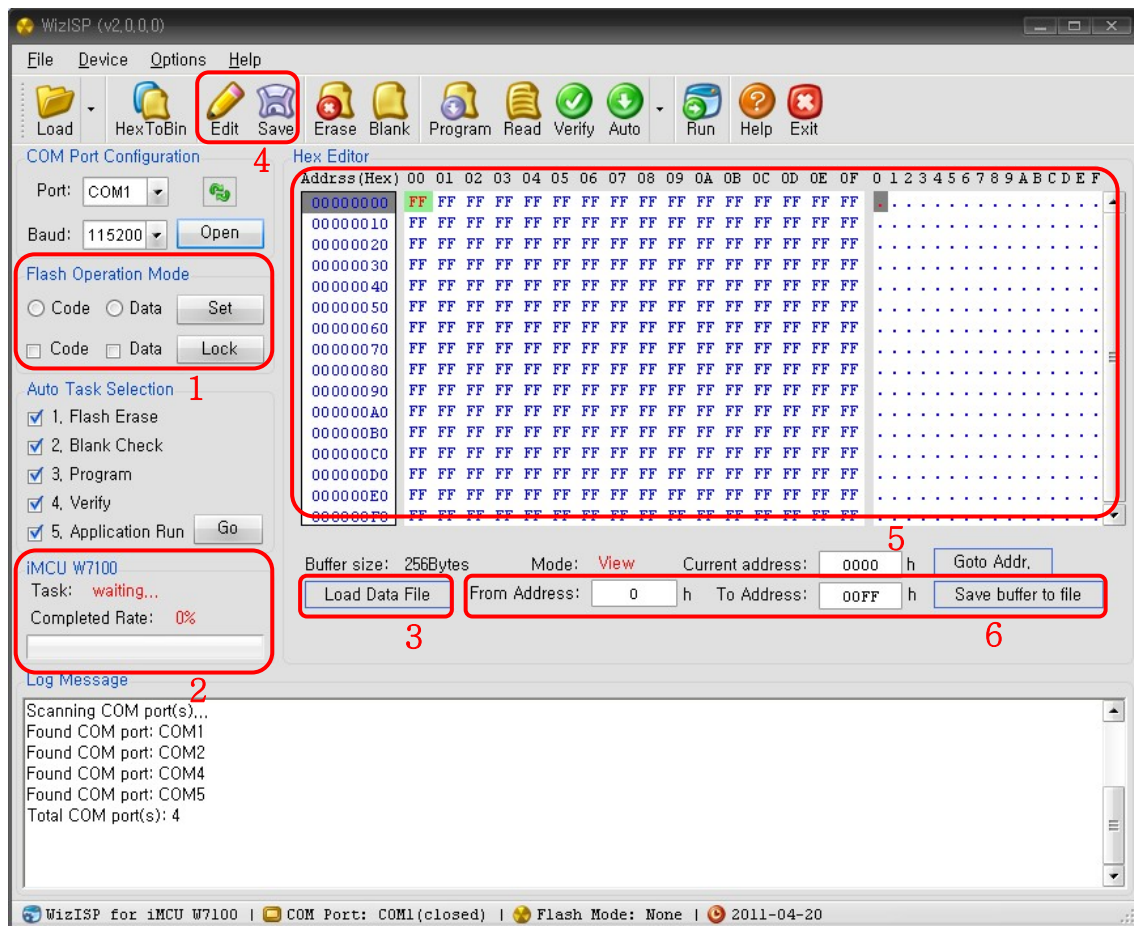 WizISP (v2,0,0,0)
File Device Options Help
Load HexToBin Edit Save Erase Blank Program Read Verify Auto Run Help Exit
4
COM Port Configuration
Port: COM1
Baud: 115200 Open
Flash Operation Mode
Code Data Set
Code Data Lock
1
Auto Task Selection
1, Flash Erase
2, Blank Check
3, Program
4, Verify
5, Application Run Go
iMCU W7100
Task: waiting,,,
Completed Rate: 0%
2
Hex Editor
Addrss(Hex) 00 01 02 03 04 05 06 07 08 09 0A 0B 0C 0D 0E 0F 0 1 2 3 4 5 6 7 8 9 A B C D E F
00000000 FF FF FF FF FF FF FF FF FF FF FF FF FF FF FF FF ................
00000010 FF FF FF FF FF FF FF FF FF FF FF FF FF FF FF FF ................
00000020 FF FF FF FF FF FF FF FF FF FF FF FF FF FF FF FF ................
00000030 FF FF FF FF FF FF FF FF FF FF FF FF FF FF FF FF ................
00000040 FF FF FF FF FF FF FF FF FF FF FF FF FF FF FF FF ................
00000050 FF FF FF FF FF FF FF FF FF FF FF FF FF FF FF FF ................
00000060 FF FF FF FF FF FF FF FF FF FF FF FF FF FF FF FF ................
00000070 FF FF FF FF FF FF FF FF FF FF FF FF FF FF FF FF ................
00000080 FF FF FF FF FF FF FF FF FF FF FF FF FF FF FF FF ................
00000090 FF FF FF FF FF FF FF FF FF FF FF FF FF FF FF FF ................
000000A0 FF FF FF FF FF FF FF FF FF FF FF FF FF FF FF FF ................
000000B0 FF FF FF FF FF FF FF FF FF FF FF FF FF FF FF FF ................
000000C0 FF FF FF FF FF FF FF FF FF FF FF FF FF FF FF FF ................
000000D0 FF FF FF FF FF FF FF FF FF FF FF FF FF FF FF FF ................
000000E0 FF FF FF FF FF FF FF FF FF FF FF FF FF FF FF FF ................
000000F0 FF FF FF FF FF FF FF FF FF FF FF FF FF FF FF FF ................
5
Buffer size: 256Bytes Mode: View Current address: 0000 h Goto Addr,
Load Data File From Address: 0 h To Address: 00FF h Save buffer to file
3 6
Log Message
Scanning COM port(s),,,
Found COM port: COM1
Found COM port: COM2
Found COM port: COM4
Found COM port: COM5
Total COM port(s): 4
WizISP for iMCU W7100 | COM Port: COM1(closed) | Flash Mode: None | 2011-04-20